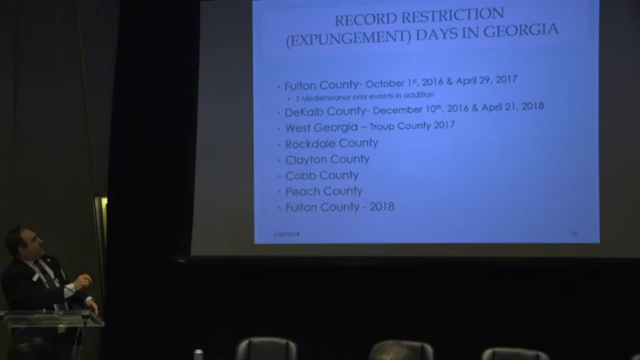 RECORD RESTRICTION
(EXPUNGEMENT) DAYS IN GEORGIA
• Fulton County- October 1st, 2016 & April 29, 2017
• 2 Misdemeanor only events in addition
• DeKalb County- December 10th, 2016 & April 21, 2018
• West Georgia – Troup County 2017
• Rockdale County
• Clayton County
• Cobb County
• Peach County
• Fulton County - 2018